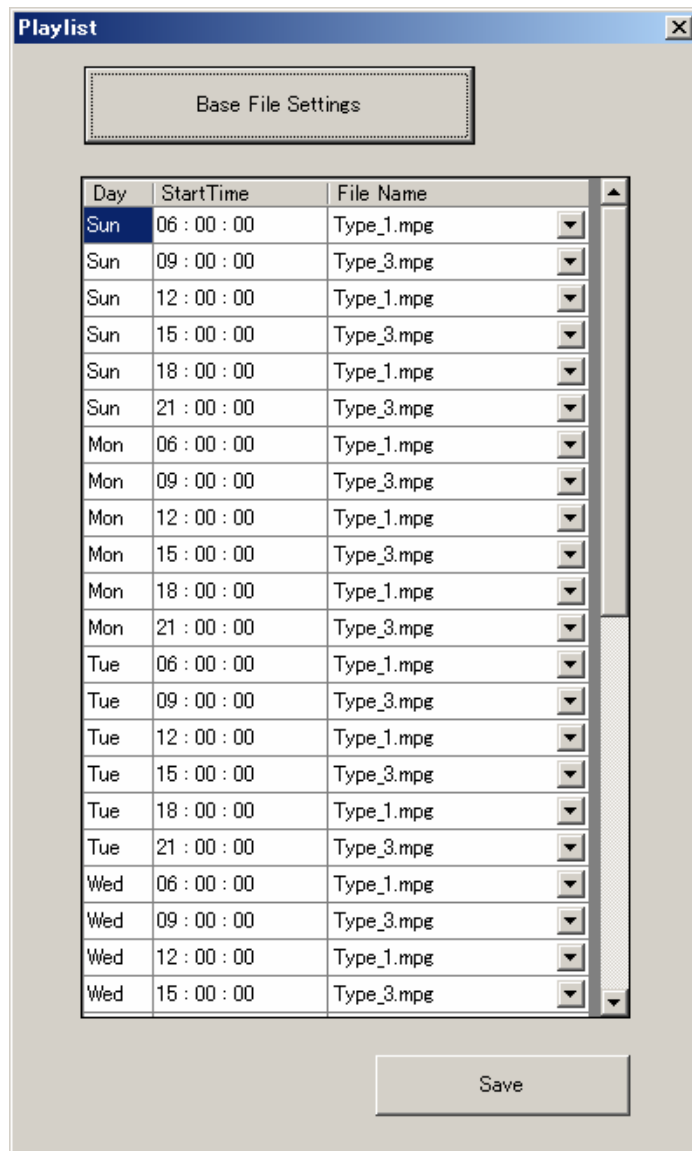 Playlist
Base File Settings
Day StartTime File Name
Sun 06 : 00 : 00 Type_1.mpg
Sun 09 : 00 : 00 Type_3.mpg
Sun 12 : 00 : 00 Type_1.mpg
Sun 15 : 00 : 00 Type_3.mpg
Sun 18 : 00 : 00 Type_1.mpg
Sun 21 : 00 : 00 Type_3.mpg
Mon 06 : 00 : 00 Type_1.mpg
Mon 09 : 00 : 00 Type_3.mpg
Mon 12 : 00 : 00 Type_1.mpg
Mon 15 : 00 : 00 Type_3.mpg
Mon 18 : 00 : 00 Type_1.mpg
Mon 21 : 00 : 00 Type_3.mpg
Tue 06 : 00 : 00 Type_1.mpg
Tue 09 : 00 : 00 Type_3.mpg
Tue 12 : 00 : 00 Type_1.mpg
Tue 15 : 00 : 00 Type_3.mpg
Tue 18 : 00 : 00 Type_1.mpg
Tue 21 : 00 : 00 Type_3.mpg
Wed 06 : 00 : 00 Type_1.mpg
Wed 09 : 00 : 00 Type_3.mpg
Wed 12 : 00 : 00 Type_1.mpg
Wed 15 : 00 : 00 Type_3.mpg
Save